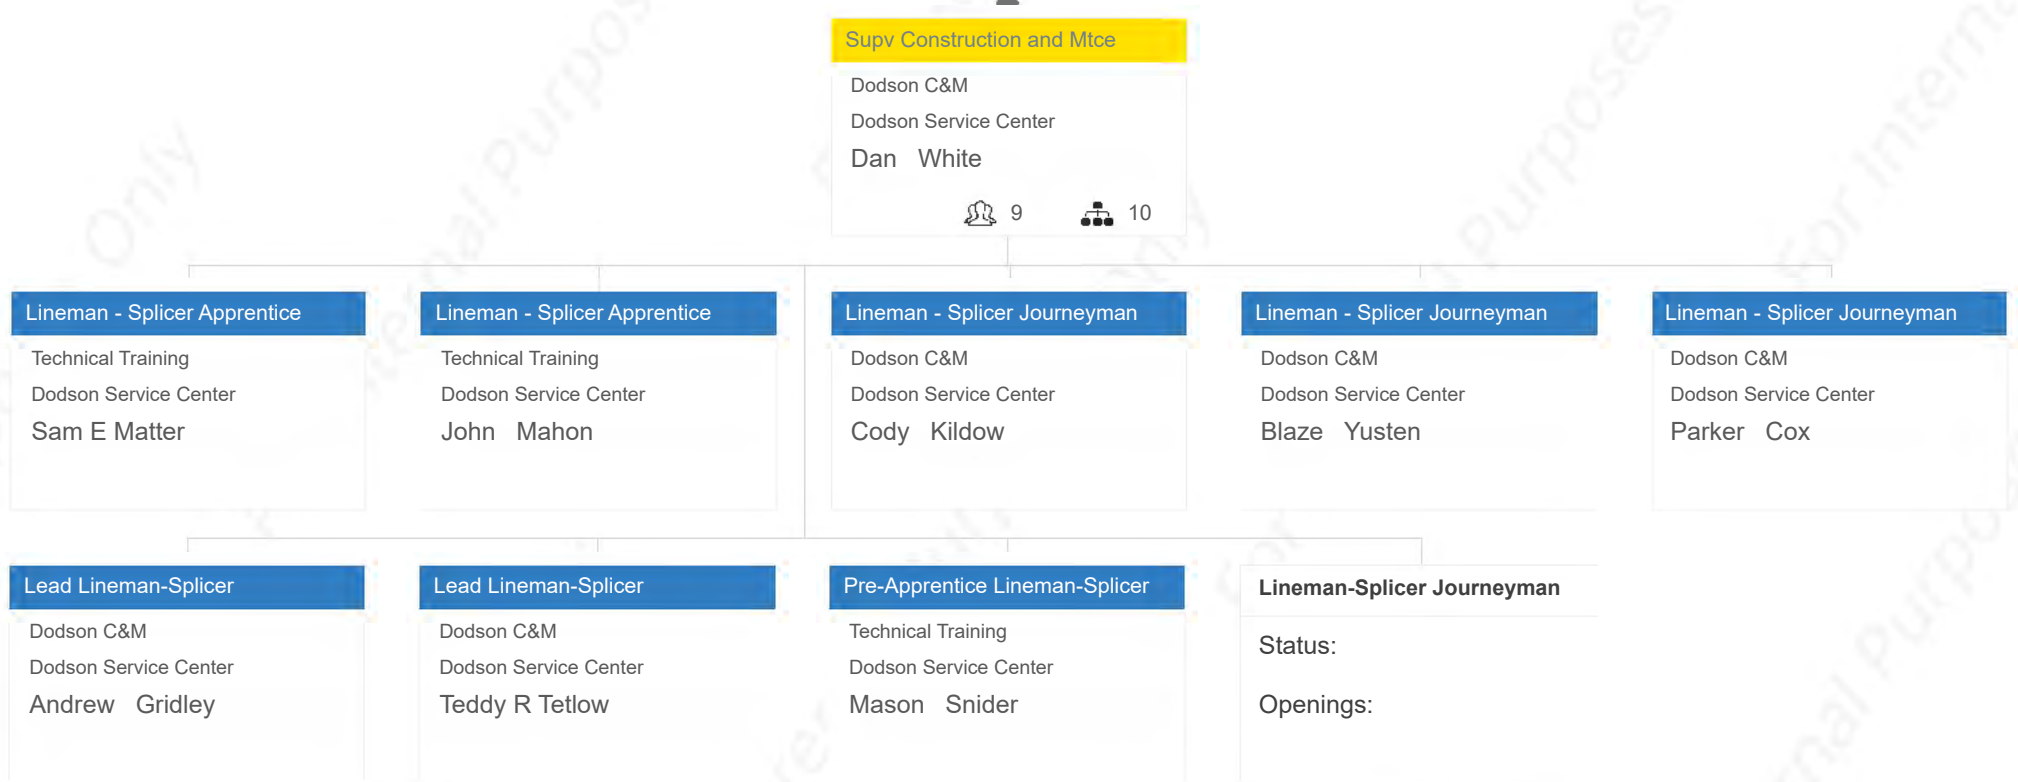 Supv Construction and Mtce
Dodson C&M
Dodson Service Center
Dan White
9 10
Lineman - Splicer Apprentice
Technical Training
Dodson Service Center
Sam E Matter
Lineman - Splicer Apprentice
Technical Training
Dodson Service Center
John Mahon
Lineman - Splicer Journeyman
Dodson C&M
Dodson Service Center
Cody Kildow
Lineman - Splicer Journeyman
Dodson C&M
Dodson Service Center
Blaze Yusten
Lineman - Splicer Journeyman
Dodson C&M
Dodson Service Center
Parker Cox
Lead Lineman-Splicer
Dodson C&M
Dodson Service Center
Andrew Gridley
Lead Lineman-Splicer
Dodson C&M
Dodson Service Center
Teddy R Tetlow
Pre-Apprentice Lineman-Splicer
Technical Training
Dodson Service Center
Mason Snider
Lineman-Splicer Journeyman
Status:
Openings: